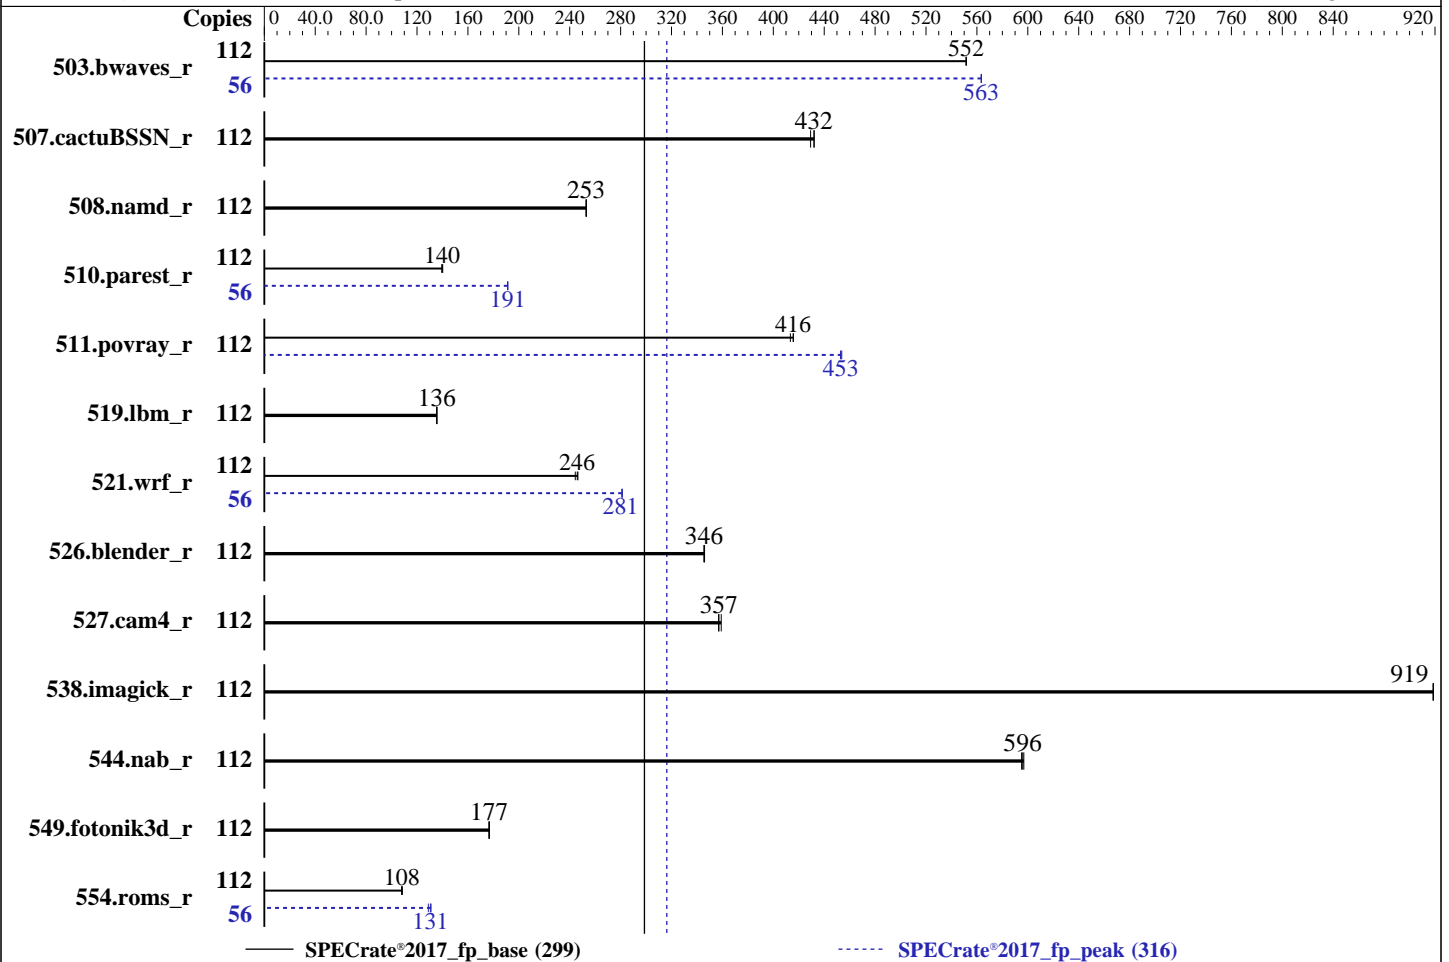 Copies 0 40.0 80.0 120 160 200 240 280 320 360 400 440 480 520 560 600 640 680 720 760 800 840 920
503.bwaves_r 112 552
56 563
507.cactuBSSN_r 112 432
508.namd_r 112 253
510.parest_r 112 140
56 191
511.povray_r 112 416
453
519.lbm_r 112 136
521.wrf_r 112 246
56 281
526.blender_r 112 346
527.cam4_r 112 357
538.imagick_r 112 919
544.nab_r 112 596
549.fotonik3d_r 112 177
554.roms_r 112 108
56 131
SPECrate®2017_fp_base (299) SPECrate®2017_fp_peak (316)